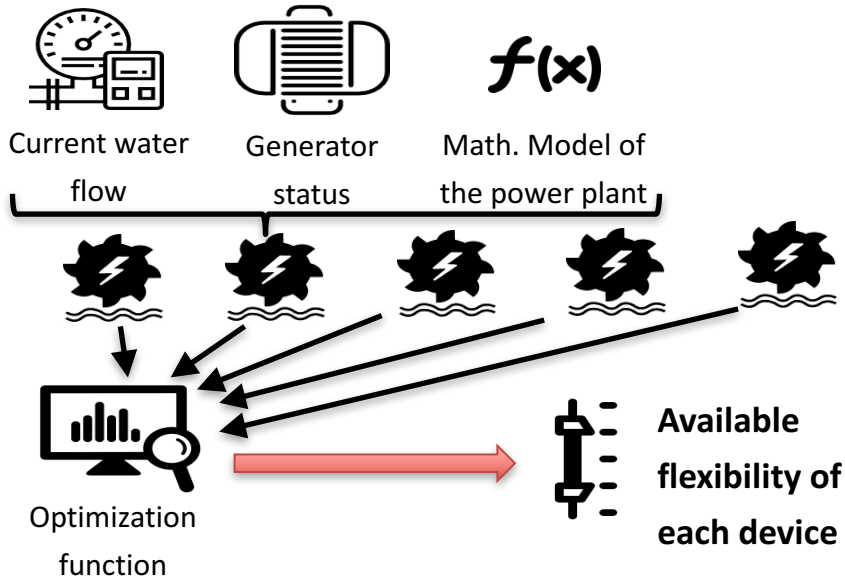 f(x)
Current water
flow
Generator
status
Math. Model of
the power plant
Optimization
function
Available
flexibility of
each device